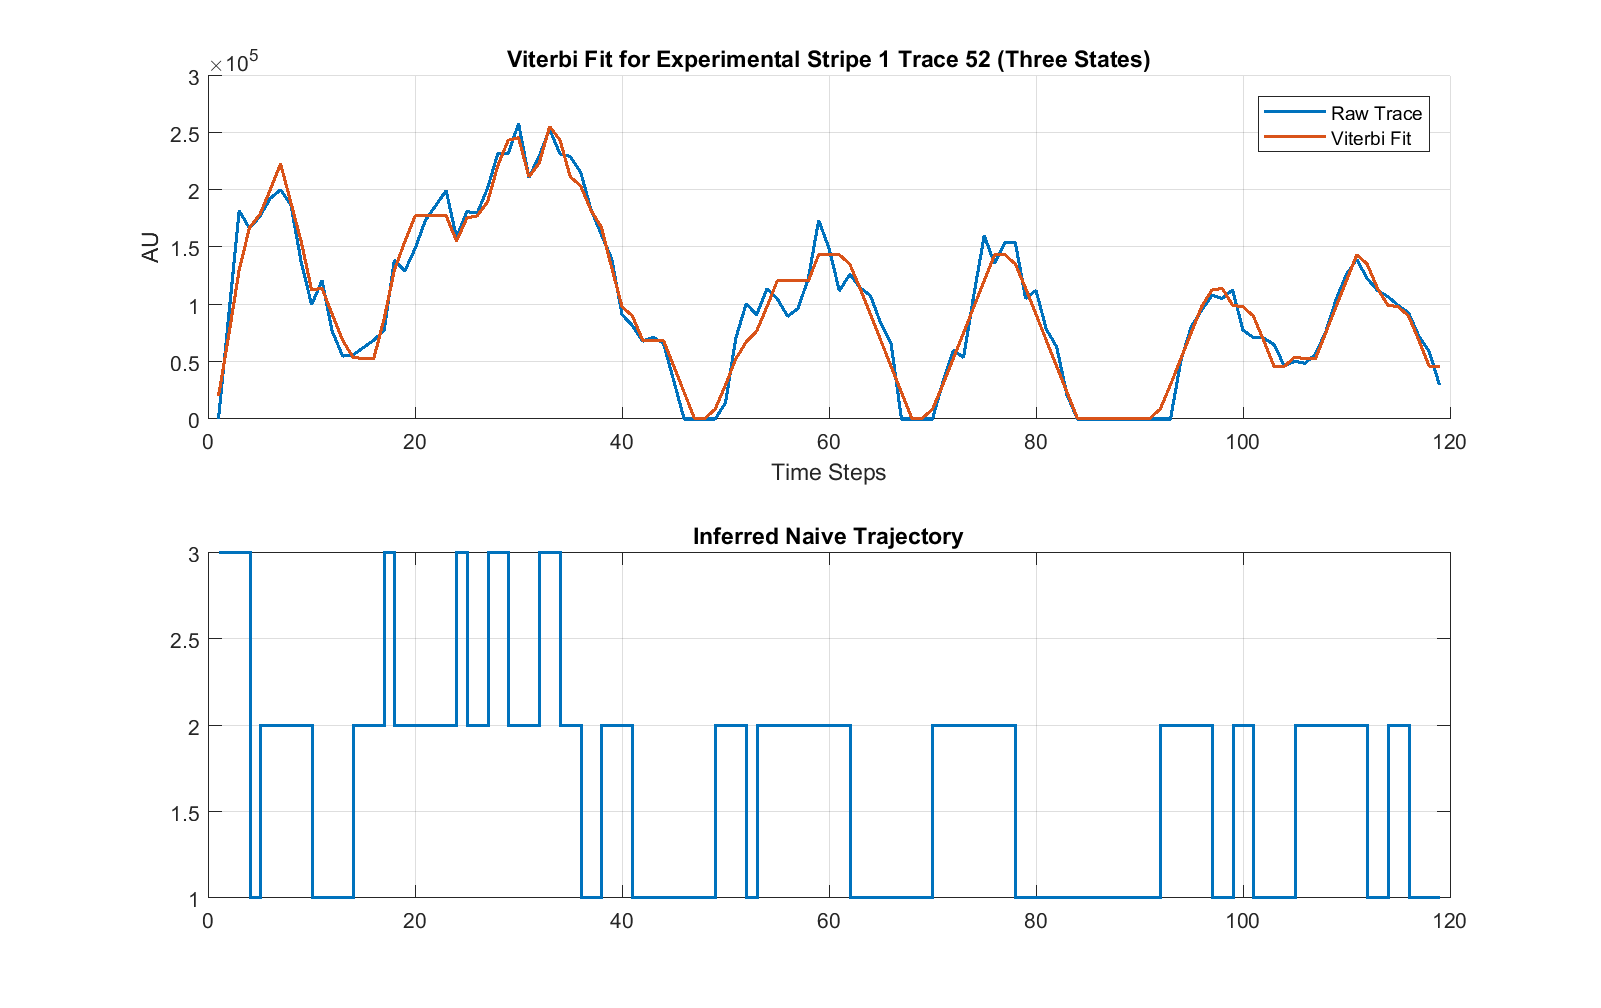 Viterbi Fit for Experimental Stripe 1 Trace 52 (Three States)
×10^5
3
2.5
2
1.5
1
0.5
0
AU
Raw Trace
Viterbi Fit
0 20 40 60 80 100 120
Time Steps
Inferred Naive Trajectory
3
2.5
2
1.5
1
0 20 40 60 80 100 120